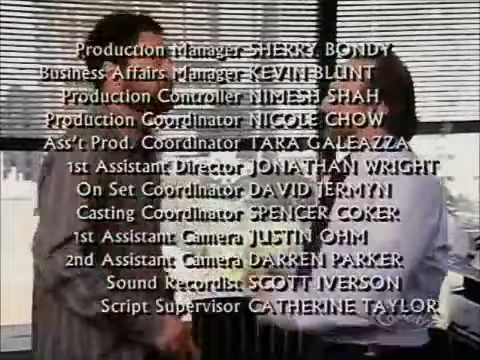 Production Manager SHERRY BONDY
Business Affairs Manager KEVIN BLUNT
Production Controller NIMESH SHAH
Production Coordinator NICOLE CHOW
Ass't Prod. Coordinator TARA GALEAZZA
1st Assistant Director JONATHAN WRIGHT
On Set Coordinator DAVID JERMYN
Casting Coordinator SPENCER COKER
1st Assistant Camera JUSTIN OHM
2nd Assistant Camera DARREN PARKER
Sound Recordist SCOTT IVERSON
Script Supervisor CATHERINE TAYLOR